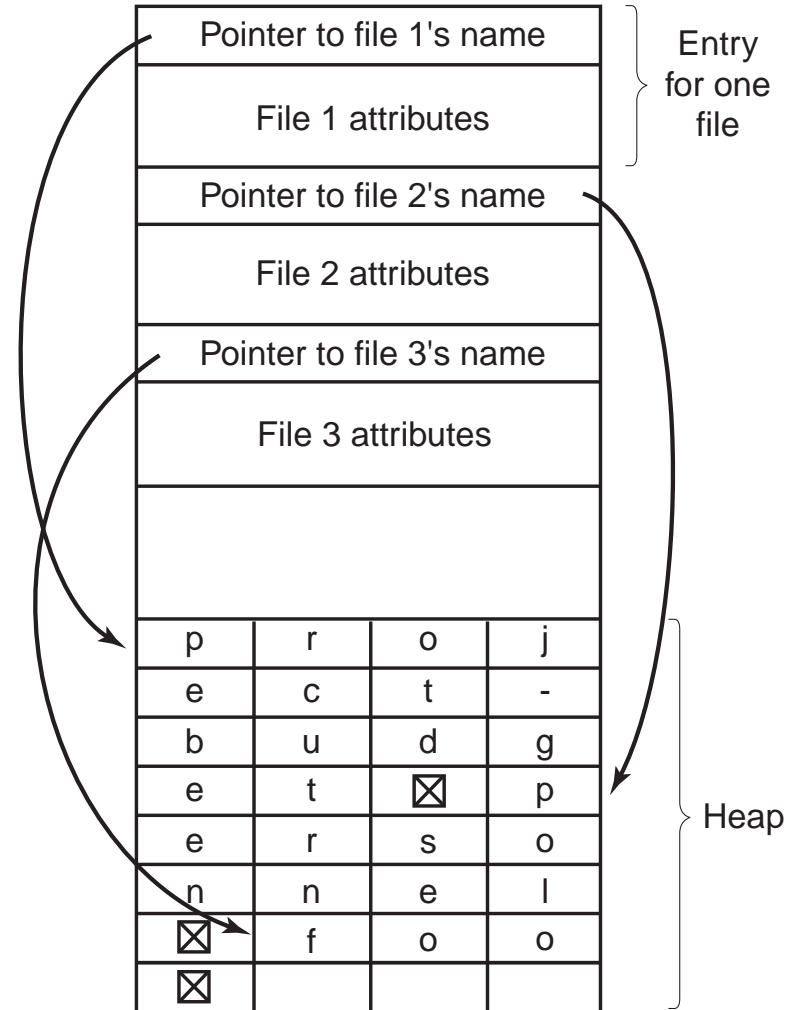 Pointer to file 1's name
Entry
for one
file
File 1 attributes
Pointer to file 2's name
File 2 attributes
Pointer to file 3's name
File 3 attributes
p r o j
e c t -
b u d g
e t ☒ p
Heap
e r s o
n n e l
☒ f o o
☒